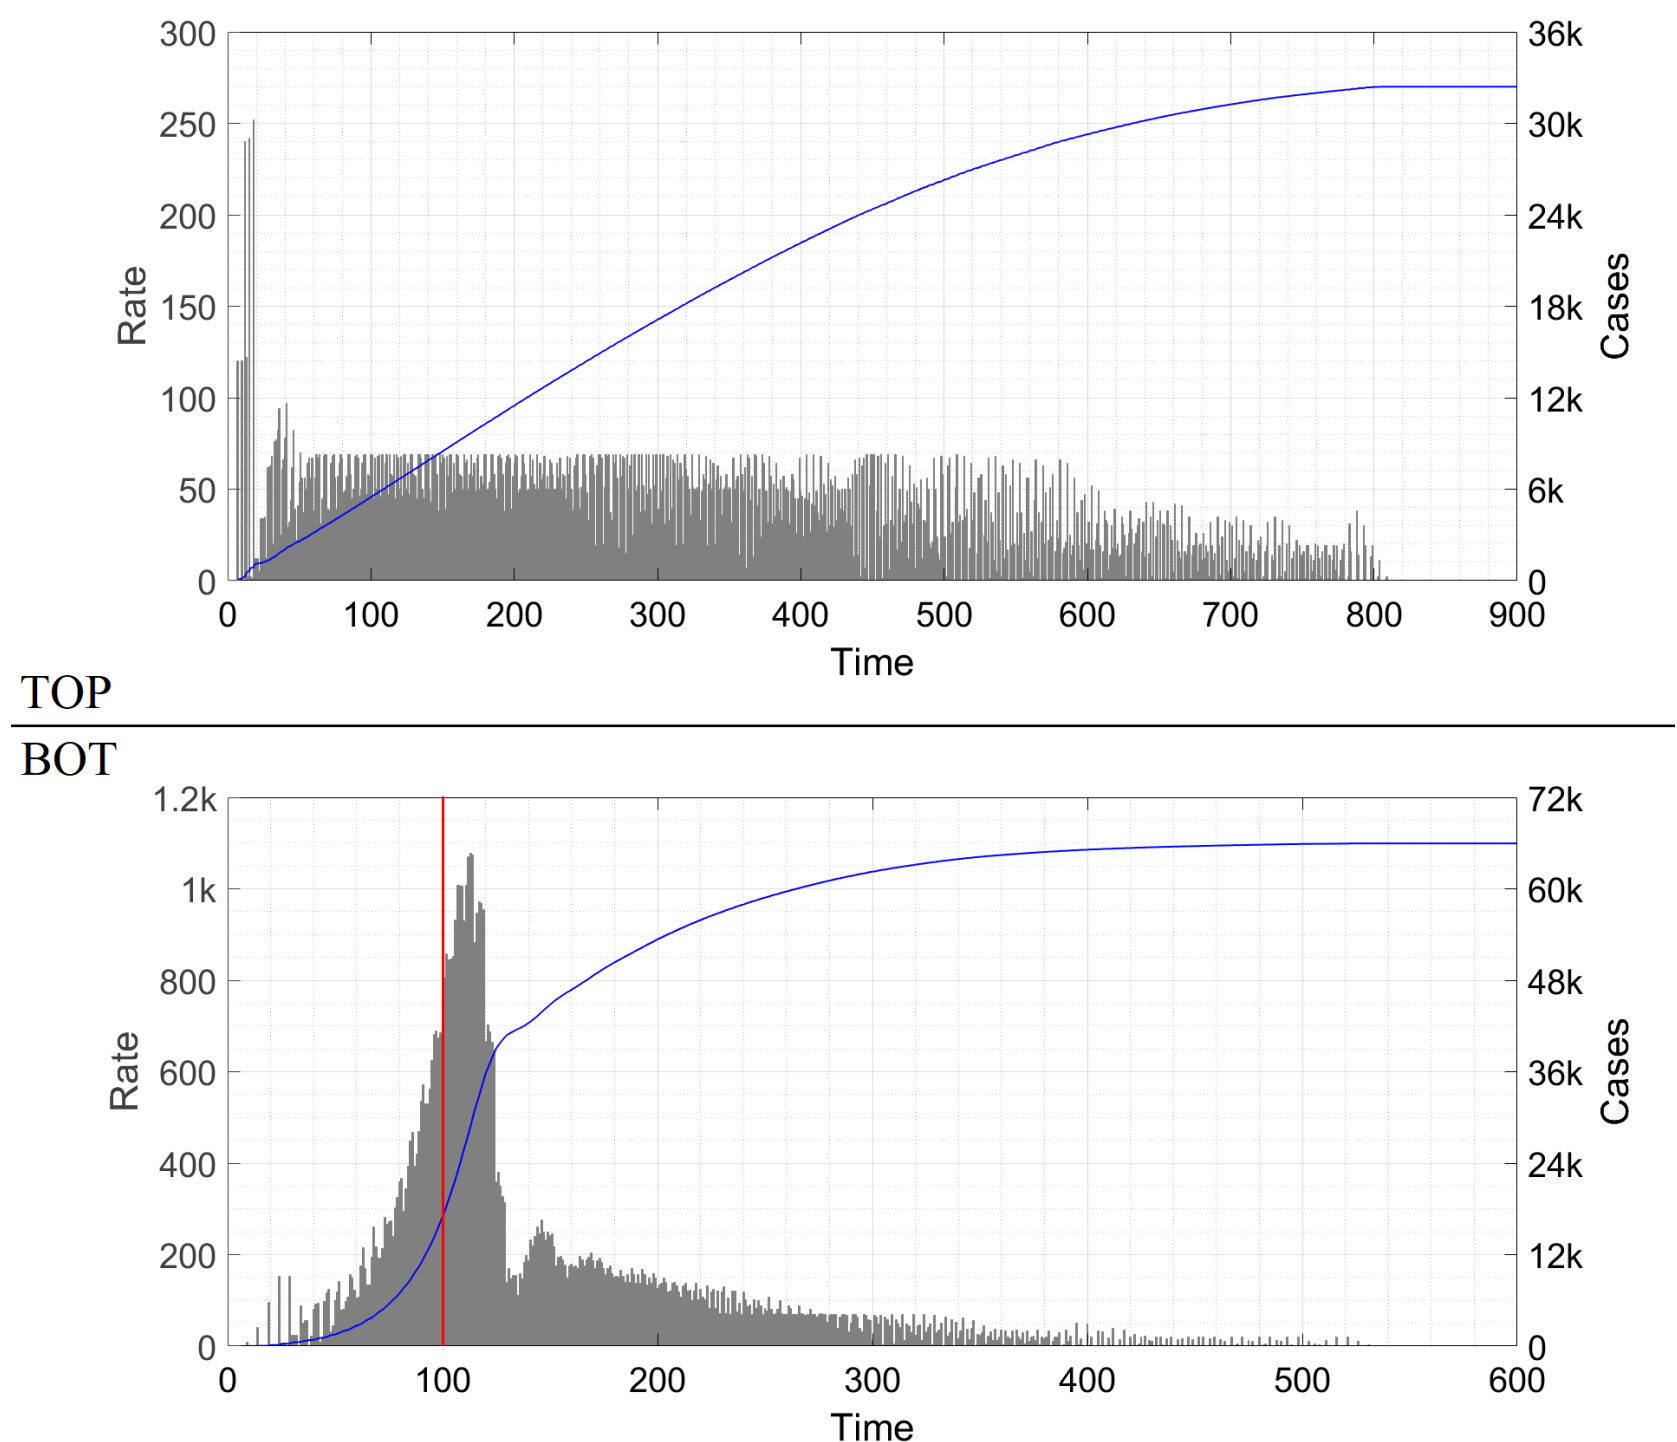 300 36k
250 30k
200 24k
150 18k
100 12k
50 6k
0 0
Rate
Cases
0 100 200 300 400 500 600 700 800 900
Time
TOP
BOT
1.2k 72k
1k 60k
800 48k
600 36k
400 24k
200 12k
0 0
Rate
Cases
0 100 200 300 400 500 600
Time